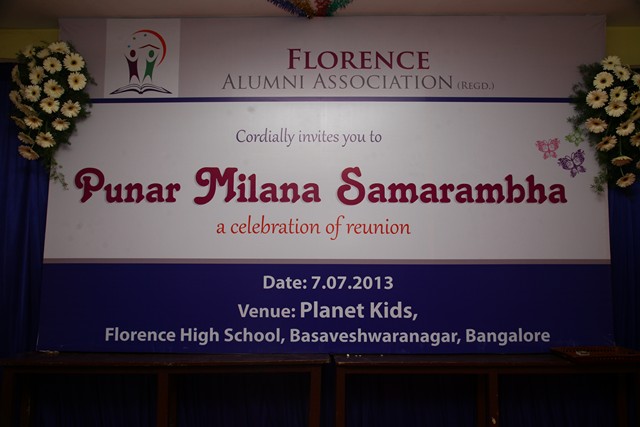 FLORENCE
ALUMNI ASSOCIATION (REGD.)
Cordially invites you to
Punar Milana Samarambha
a celebration of reunion
Date: 7.07.2013
Venue: Planet Kids,
Florence High School, Basaveshwaranagar, Bangalore